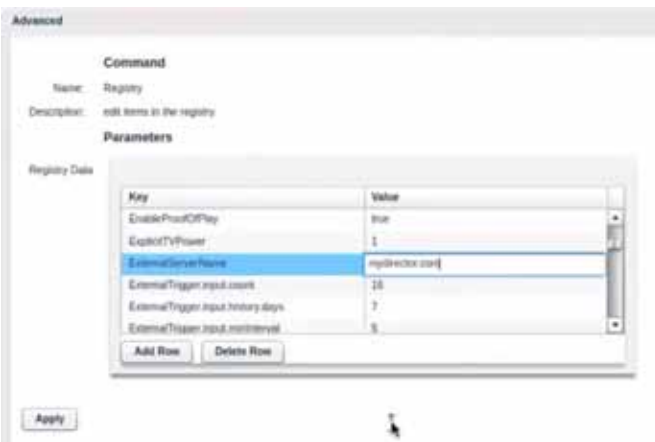 Advanced
Command
Name: Registry
Description: edit items in the registry
Parameters
Registry Data
Key Value
EnableProofOfPlay true
ExplicitTVPower 1
ExternalServerName mydirector.com
ExternalTrigger.input.count 16
ExternalTrigger.input.history.days 7
ExternalTrigger.input.minInterval 5
Add Row Delete Row
Apply